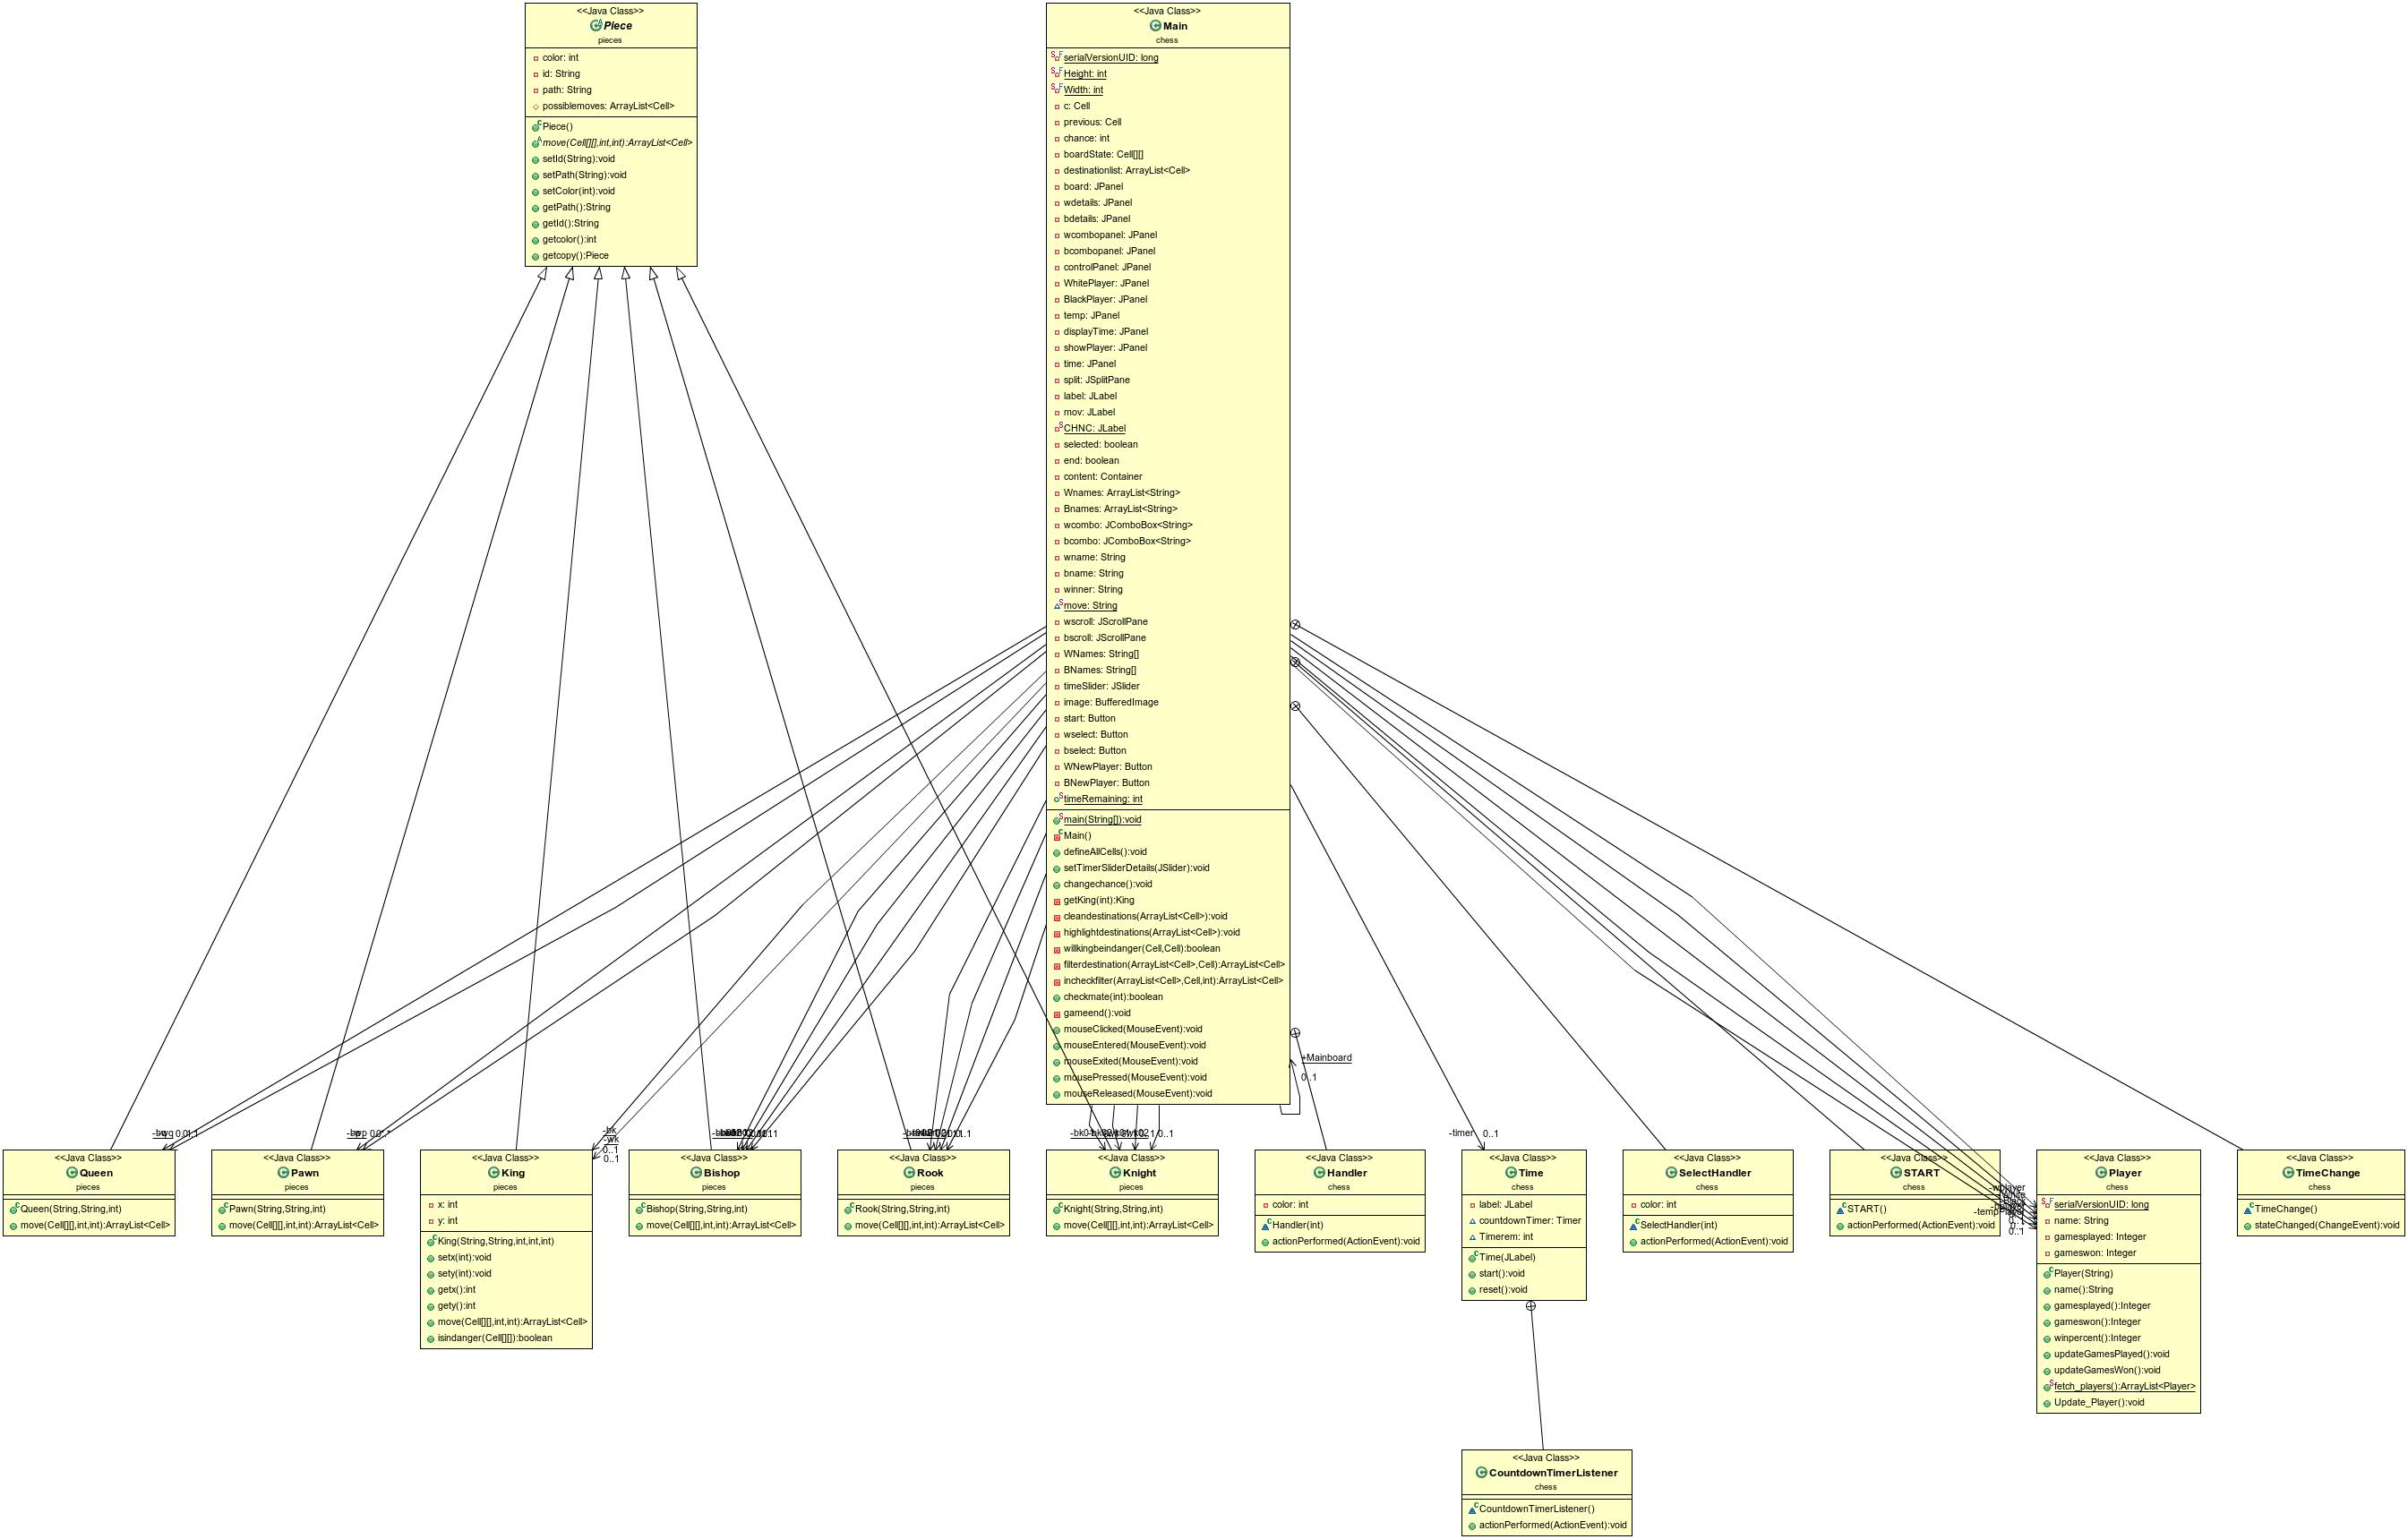 <<Java Class>>
Piece
pieces
color: int
id: String
path: String
possiblemoves: ArrayList<Cell>
Piece()
move(Cell[][],int,int):ArrayList<Cell>
setId(String):void
setPath(String):void
setColor(int):void
getPath():String
getId():String
getcolor():int
getcopy():Piece
<<Java Class>>
Main
chess
serialVersionUID: long
Height: int
Width: int
c: Cell
previous: Cell
chance: int
boardState: Cell[][]
destinationlist: ArrayList<Cell>
board: JPanel
wdetails: JPanel
bdetails: JPanel
wcombopanel: JPanel
bcombopanel: JPanel
controlPanel: JPanel
WhitePlayer: JPanel
BlackPlayer: JPanel
temp: JPanel
displayTime: JPanel
showPlayer: JPanel
time: JPanel
split: JSplitPane
label: JLabel
mov: JLabel
CHNC: JLabel
selected: boolean
end: boolean
content: Container
Wnames: ArrayList<String>
Bnames: ArrayList<String>
wcombo: JComboBox<String>
bcombo: JComboBox<String>
wname: String
bname: String
winner: String
move: String
wscroll: JScrollPane
bscroll: JScrollPane
WNames: String[]
BNames: String[]
timeSlider: JSlider
image: BufferedImage
start: Button
wselect: Button
bselect: Button
WNewPlayer: Button
BNewPlayer: Button
timeRemaining: int
main(String[]):void
Main()
defineAllCells():void
setTimerSliderDetails(JSlider):void
changechance():void
getKing(int):King
cleandestinations(ArrayList<Cell>):void
highlightdestinations(ArrayList<Cell>):void
willkingbeindanger(Cell,Cell):boolean
filterdestination(ArrayList<Cell>,Cell):ArrayList<Cell>
incheckfilter(ArrayList<Cell>,Cell,int):ArrayList<Cell>
checkmate(int):boolean
gameend():void
mouseClicked(MouseEvent):void
mouseEntered(MouseEvent):void
mouseExited(MouseEvent):void
mousePressed(MouseEvent):void
mouseReleased(MouseEvent):void
+Mainboard
0..1
-bk
-wk
0..1
0..1
-timer 0..1
<<Java Class>>
Queen
pieces
Queen(String,String,int)
move(Cell[][],int,int):ArrayList<Cell>
<<Java Class>>
Pawn
pieces
Pawn(String,String,int)
move(Cell[][],int,int):ArrayList<Cell>
<<Java Class>>
King
pieces
x: int
y: int
King(String,String,int,int,int)
setx(int):void
sety(int):void
getx():int
gety():int
move(Cell[][],int,int):ArrayList<Cell>
isindanger(Cell[][]):boolean
<<Java Class>>
Bishop
pieces
Bishop(String,String,int)
move(Cell[][],int,int):ArrayList<Cell>
<<Java Class>>
Rook
pieces
Rook(String,String,int)
move(Cell[][],int,int):ArrayList<Cell>
<<Java Class>>
Knight
pieces
Knight(String,String,int)
move(Cell[][],int,int):ArrayList<Cell>
<<Java Class>>
Handler
chess
color: int
Handler(int)
actionPerformed(ActionEvent):void
<<Java Class>>
Time
chess
label: JLabel
countdownTimer: Timer
Timerem: int
Time(JLabel)
start():void
reset():void
<<Java Class>>
SelectHandler
chess
color: int
SelectHandler(int)
actionPerformed(ActionEvent):void
<<Java Class>>
START
chess
START()
actionPerformed(ActionEvent):void
-wplayer
-tempPlayer
0..1
0..1
<<Java Class>>
Player
chess
serialVersionUID: long
name: String
gamesplayed: Integer
gameswon: Integer
Player(String)
name():String
gamesplayed():Integer
gameswon():Integer
winpercent():Integer
updateGamesPlayed():void
updateGamesWon():void
fetch_players():ArrayList<Player>
Update_Player():void
<<Java Class>>
TimeChange
chess
TimeChange()
stateChanged(ChangeEvent):void
<<Java Class>>
CountdownTimerListener
chess
CountdownTimerListener()
actionPerformed(ActionEvent):void